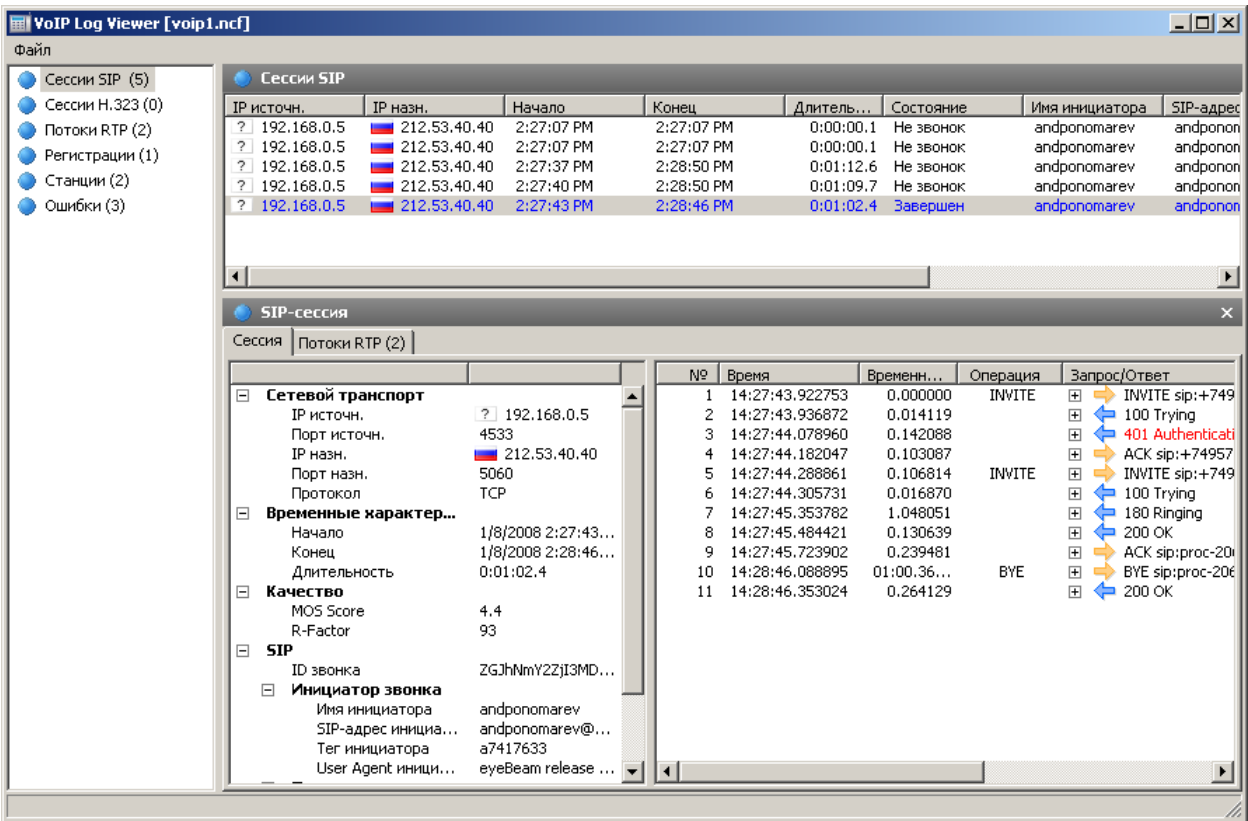 VoIP Log Viewer [voip1.ncf]
Файл
Сессии SIP (5)
Сессии H.323 (0)
Потоки RTP (2)
Регистрации (1)
Станции (2)
Ошибки (3)
Сессии SIP
IP источн. IP назн. Начало Конец Длитель... Состояние Имя инициатора SIP-адрес
? 192.168.0.5 212.53.40.40 2:27:07 PM 2:27:07 PM 0:00:00.1 Не звонок andponomarev andponon
? 192.168.0.5 212.53.40.40 2:27:07 PM 2:27:07 PM 0:00:00.1 Не звонок andponomarev andponon
? 192.168.0.5 212.53.40.40 2:27:37 PM 2:28:50 PM 0:01:12.6 Не звонок andponomarev andponon
? 192.168.0.5 212.53.40.40 2:27:40 PM 2:28:50 PM 0:01:09.7 Не звонок andponomarev andponon
? 192.168.0.5 212.53.40.40 2:27:43 PM 2:28:46 PM 0:01:02.4 Завершен andponomarev andponon
SIP-сессия
Сессия Потоки RTP (2)
Сетевой транспорт
IP источн. ? 192.168.0.5
Порт источн. 4533
IP назн. 212.53.40.40
Порт назн. 5060
Протокол TCP
Временные характер...
Начало 1/8/2008 2:27:43...
Конец 1/8/2008 2:28:46...
Длительность 0:01:02.4
Качество
MOS Score 4.4
R-Factor 93
SIP
ID звонка ZGJhNmY2ZjI3MD...
Инициатор звонка
Имя инициатора andponomarev
SIP-адрес инициа... andponomarev@...
Тег инициатора a7417633
User Agent иници... eyeBeam release ...
№ Время Временн... Операция Запрос/Ответ
1 14:27:43.922753 0.000000 INVITE INVITE sip:+749
2 14:27:43.936872 0.014119 100 Trying
3 14:27:44.078960 0.142088 401 Authenticati
4 14:27:44.182047 0.103087 ACK sip:+74957
5 14:27:44.288861 0.106814 INVITE INVITE sip:+749
6 14:27:44.305731 0.016870 100 Trying
7 14:27:45.353782 1.048051 180 Ringing
8 14:27:45.484421 0.130639 200 OK
9 14:27:45.723902 0.239481 ACK sip:proc-20
10 14:28:46.088895 01:00.36... BYE BYE sip:proc-206
11 14:28:46.353024 0.264129 200 OK